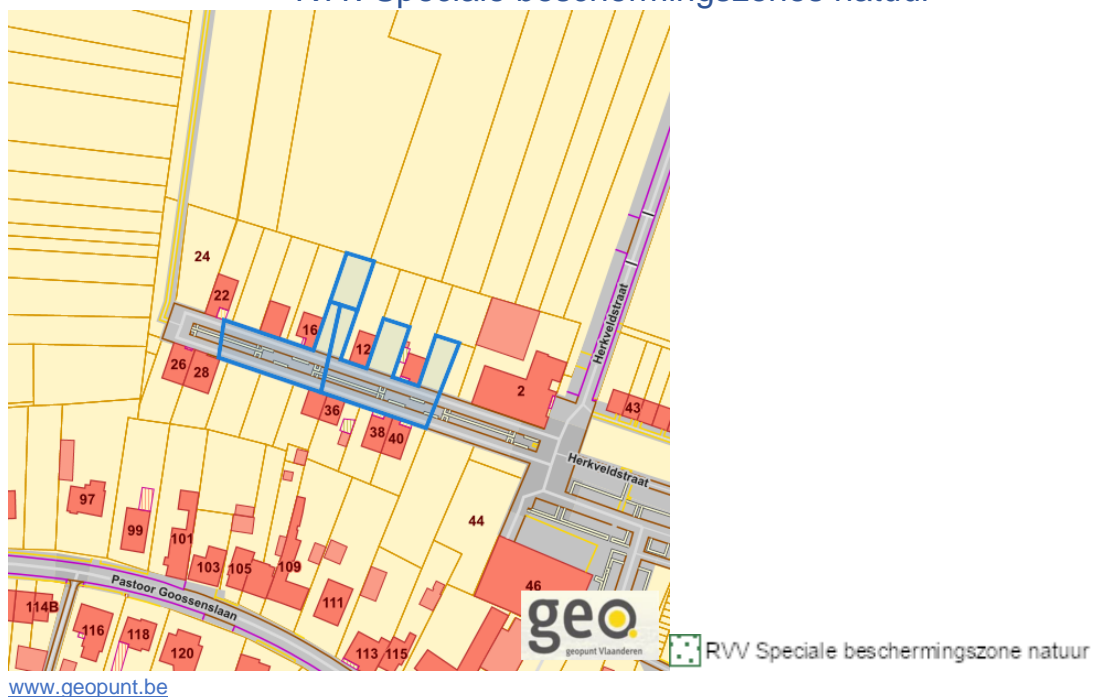 RVV Speciale beschermingszones natuur
24
22
16
12
26
28
36
38
40
2
43
Herkveldstraat
Herkveldstraat
44
46
97
99
101
103
105
109
111
Pastoor Goossenslaan
114B
116
118
120
113
115
geo
geopunt Vlaanderen
RVV Speciale beschermingszone natuur
www.geopunt.be